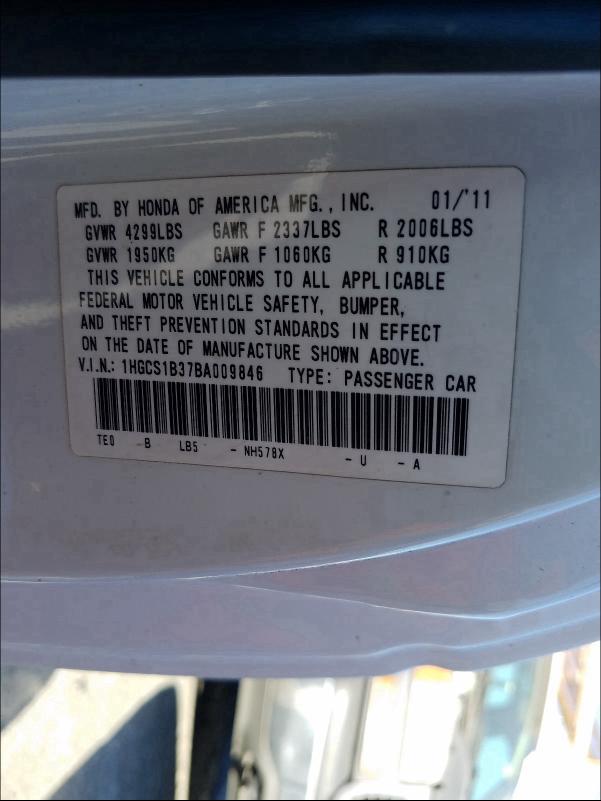 MFD. BY HONDA OF AMERICA MFG., INC. 01/'11
GVWR 4299LBS GAWR F 2337LBS R 2006LBS
GVWR 1950KG GAWR F 1060KG R 910KG
THIS VEHICLE CONFORMS TO ALL APPLICABLE
FEDERAL MOTOR VEHICLE SAFETY, BUMPER,
AND THEFT PREVENTION STANDARDS IN EFFECT
ON THE DATE OF MANUFACTURE SHOWN ABOVE.
V.I.N.: 1HGCS1B37BA009846 TYPE: PASSENGER CAR
TE0 B LB5 - NH578X - U - A